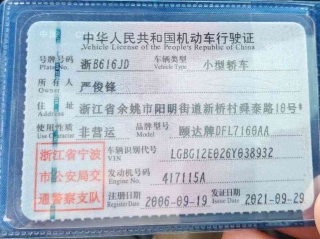 中华人民共和国机动车行驶证
Vehicle License of the People's Republic of China
号牌号码 浙B616JD 车辆类型 小型轿车
Plate No. Vehicle Type
所有人 严俊锋
Owner
住址 浙江省余姚市阳明街道新桥村舜泰路10号
Address
使用性质 非营运 品牌型号 颐达牌DFL7160AA
Use Character Model
浙江省宁波 车辆识别代号 LGBG12E026Y038932
市公安局交 VIN
通警察支队 发动机号码 417115A
Engine No.
注册日期 2006-09-19 发证日期 2021-09-29
Register Date Issue Date